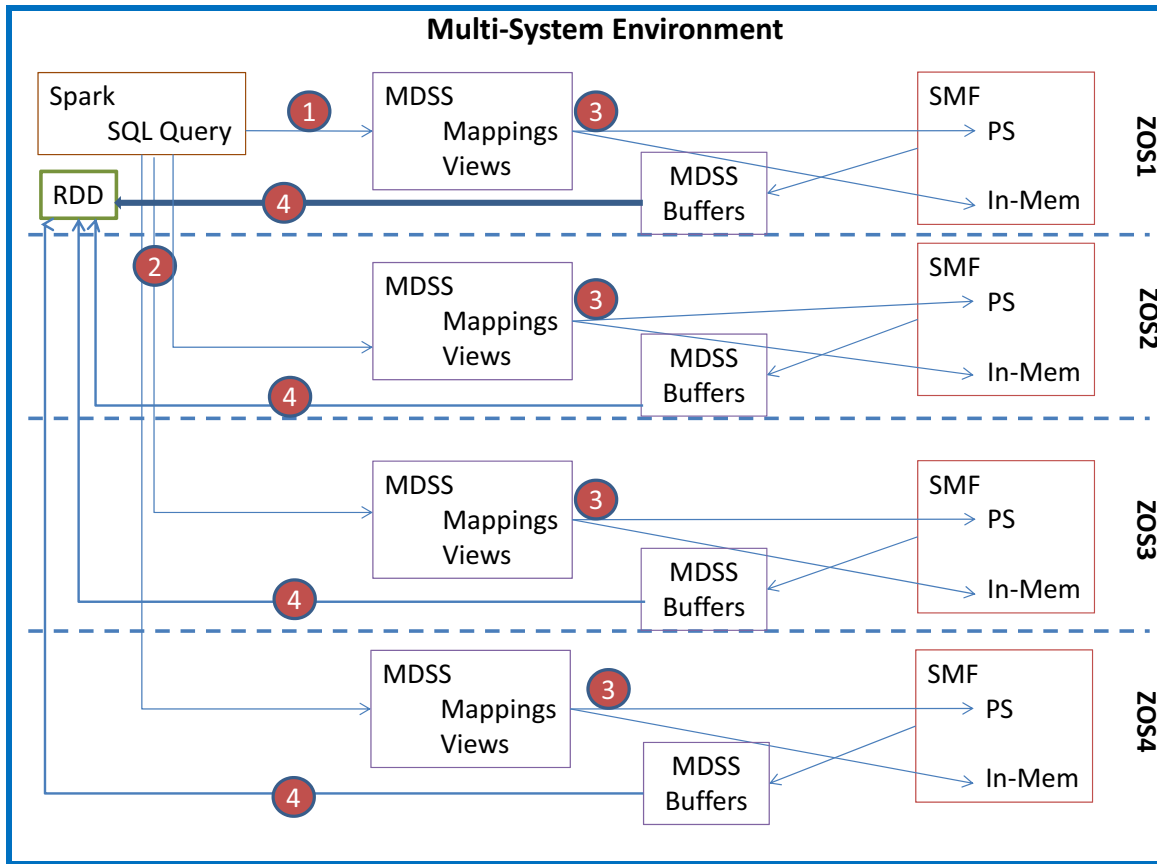 Multi-System Environment
Spark
SQL Query
1
MDSS
Mappings
Views
3
SMF
PS
In-Mem
ZOS1
RDD
4
MDSS
Buffers
2
MDSS
Mappings
Views
3
SMF
PS
In-Mem
ZOS2
4
MDSS
Buffers
MDSS
Mappings
Views
3
SMF
PS
In-Mem
ZOS3
4
MDSS
Buffers
MDSS
Mappings
Views
3
SMF
PS
In-Mem
ZOS4
4
MDSS
Buffers